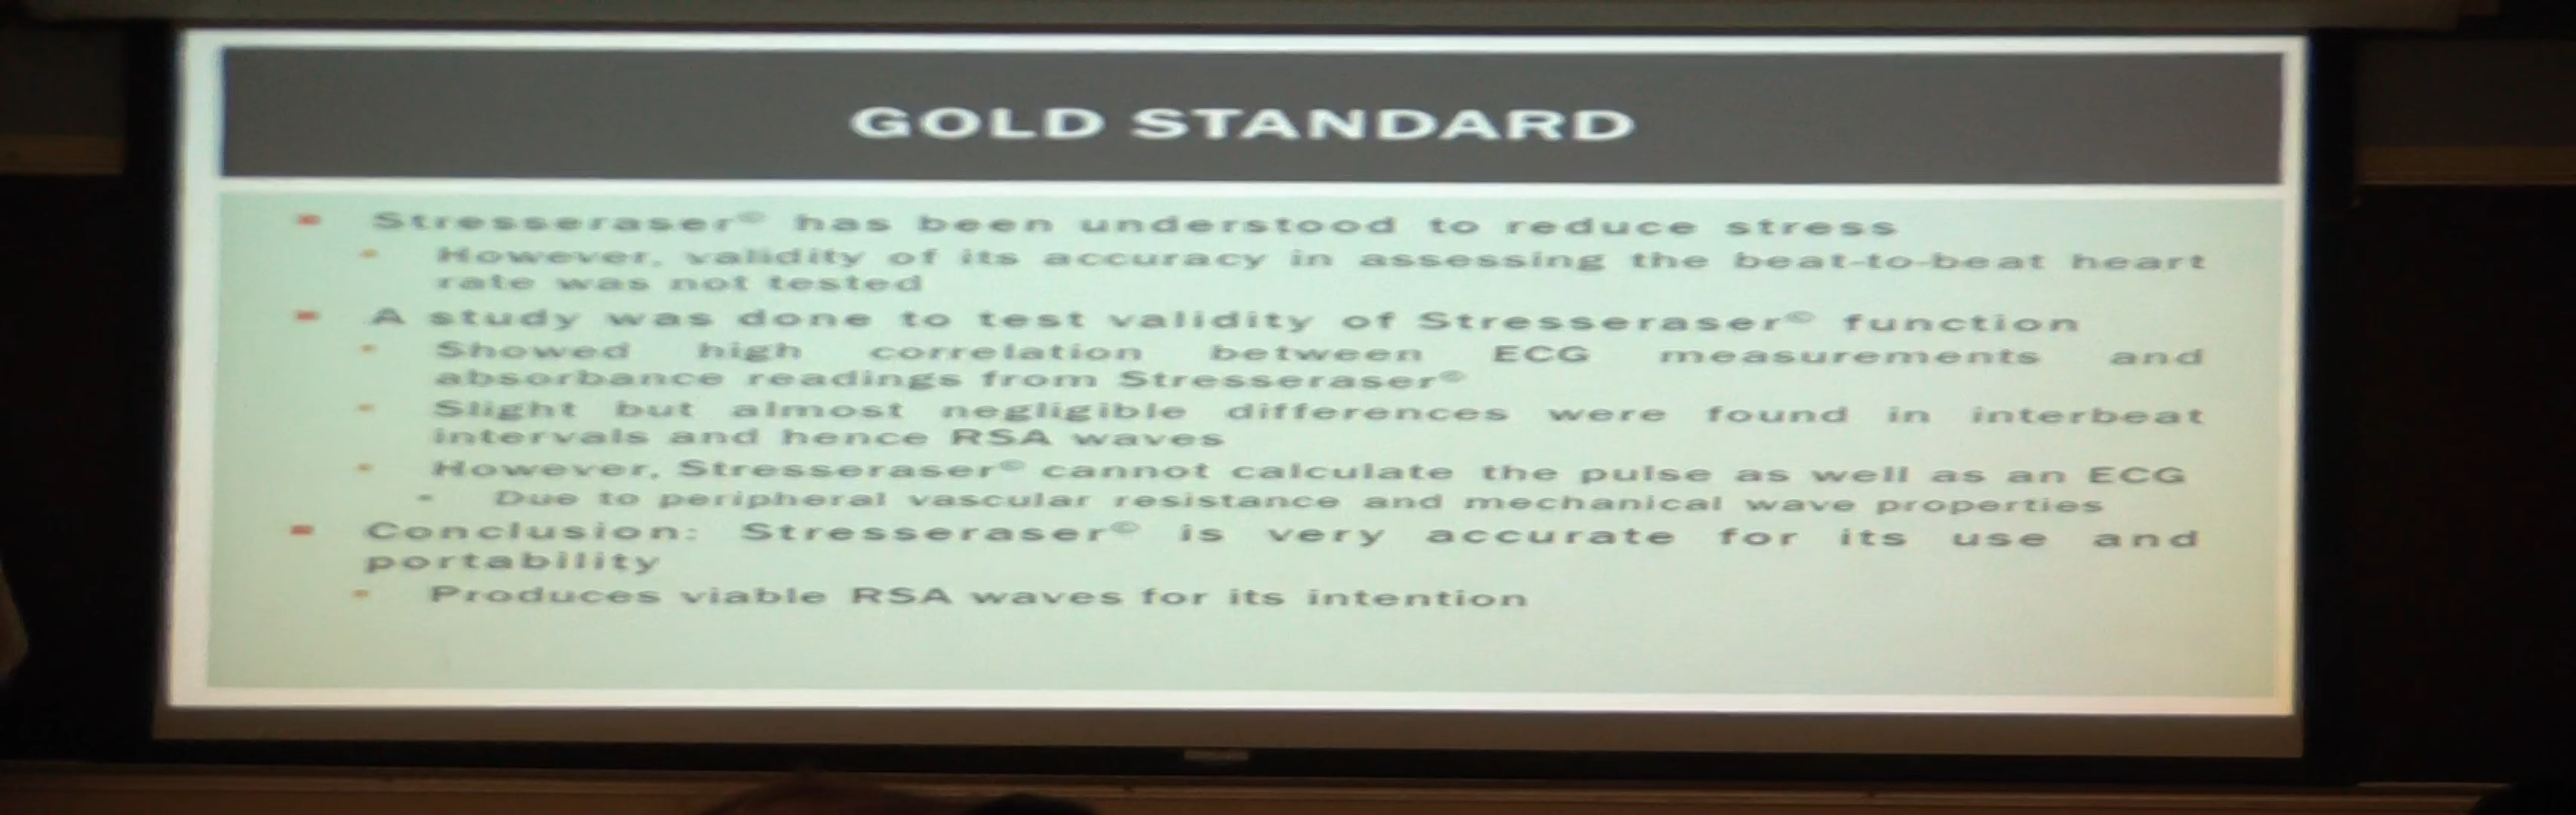 GOLD STANDARD
Stresseraser© has been understood to reduce stress
However, validity of its accuracy in assessing the beat-to-beat heart
rate was not tested
A study was done to test validity of Stresseraser© function
Showed high correlation between ECG measurements and
absorbance readings from Stresseraser©
Slight but almost negligible differences were found in interbeat
intervals and hence RSA waves
However, Stresseraser© cannot calculate the pulse as well as an ECG
Due to peripheral vascular resistance and mechanical wave properties
Conclusion: Stresseraser© is very accurate for its use and
portability
Produces viable RSA waves for its intention